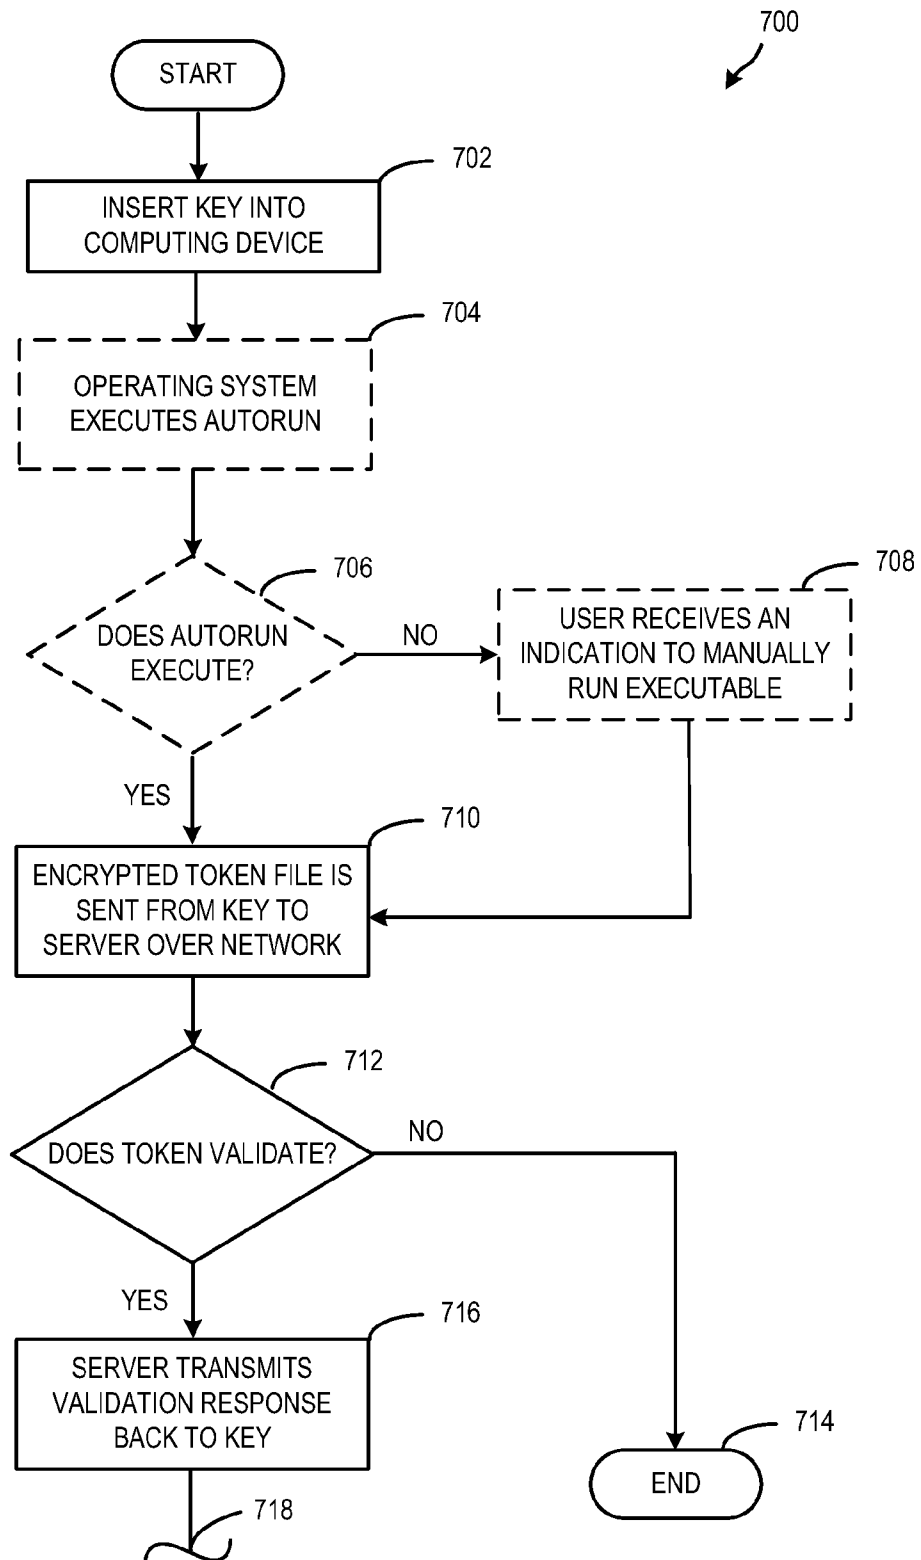 700
START
702
INSERT KEY INTO
COMPUTING DEVICE
704
OPERATING SYSTEM
EXECUTES AUTORUN
706
DOES AUTORUN
EXECUTE?
NO
708
USER RECEIVES AN
INDICATION TO MANUALLY
RUN EXECUTABLE
YES
710
ENCRYPTED TOKEN FILE IS
SENT FROM KEY TO
SERVER OVER NETWORK
712
DOES TOKEN VALIDATE?
NO
YES
716
SERVER TRANSMITS
VALIDATION RESPONSE
BACK TO KEY
714
END
718